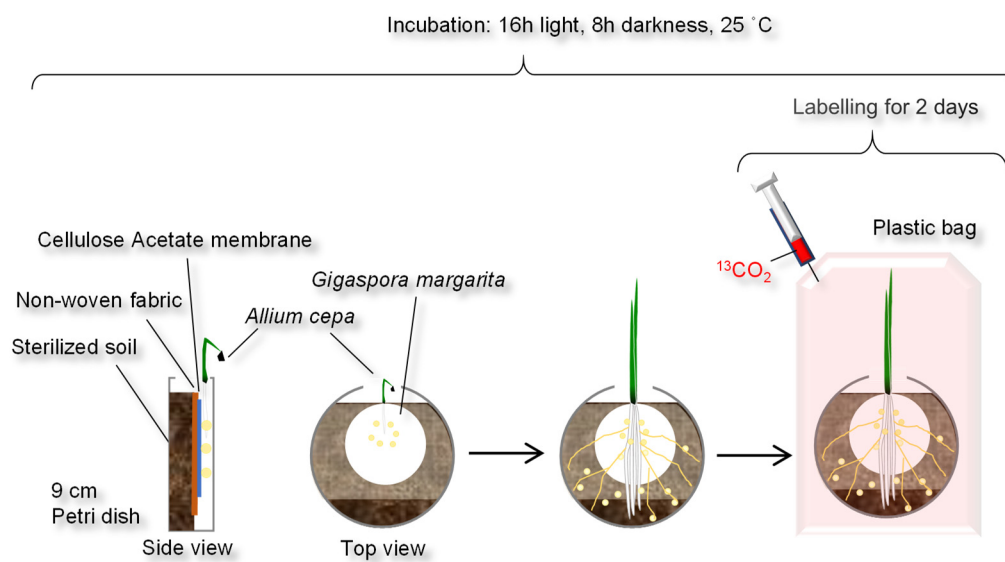 Incubation: 16h light, 8h darkness, 25 °C
Labelling for 2 days
Plastic bag
¹³CO₂
Cellulose Acetate membrane
Gigaspora margarita
Non-woven fabric
Allium cepa
Sterilized soil
9 cm
Petri dish
Side view
Top view